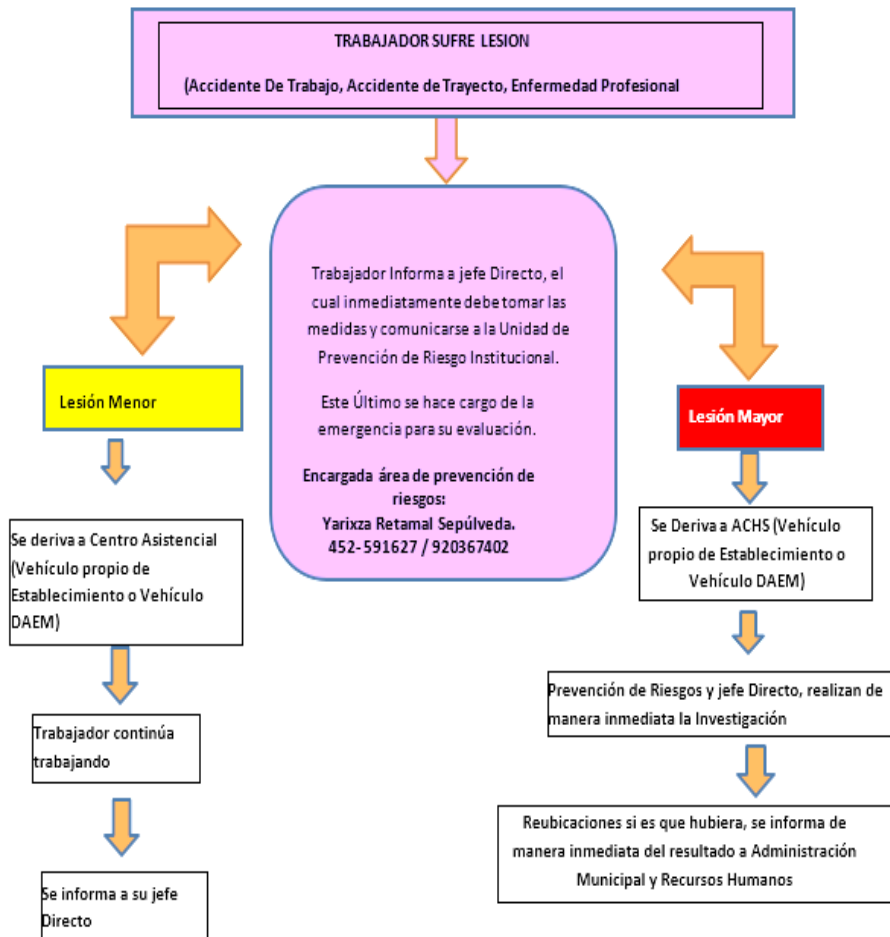 TRABAJADOR SUFRE LESION
(Accidente De Trabajo, Accidente de Trayecto, Enfermedad Profesional
Trabajador Informa a jefe Directo, el
cual inmediatamente debe tomar las
medidas y comunicarse a la Unidad de
Prevención de Riesgo Institucional.
Este Último se hace cargo de la
emergencia para su evaluación.
Encargada área de prevención de
riesgos:
Yarixza Retamal Sepúlveda.
452-591627 / 920367402
Lesión Menor
Se deriva a Centro Asistencial
(Vehículo propio de
Establecimiento o Vehículo
DAEM)
Trabajador continúa
trabajando
Se informa a su jefe
Directo
Lesión Mayor
Se Deriva a ACHS (Vehículo
propio de Establecimiento o
Vehículo DAEM)
Prevención de Riesgos y jefe Directo, realizan de
manera inmediata la Investigación
Reubicaciones si es que hubiera, se informa de
manera inmediata del resultado a Administración
Municipal y Recursos Humanos